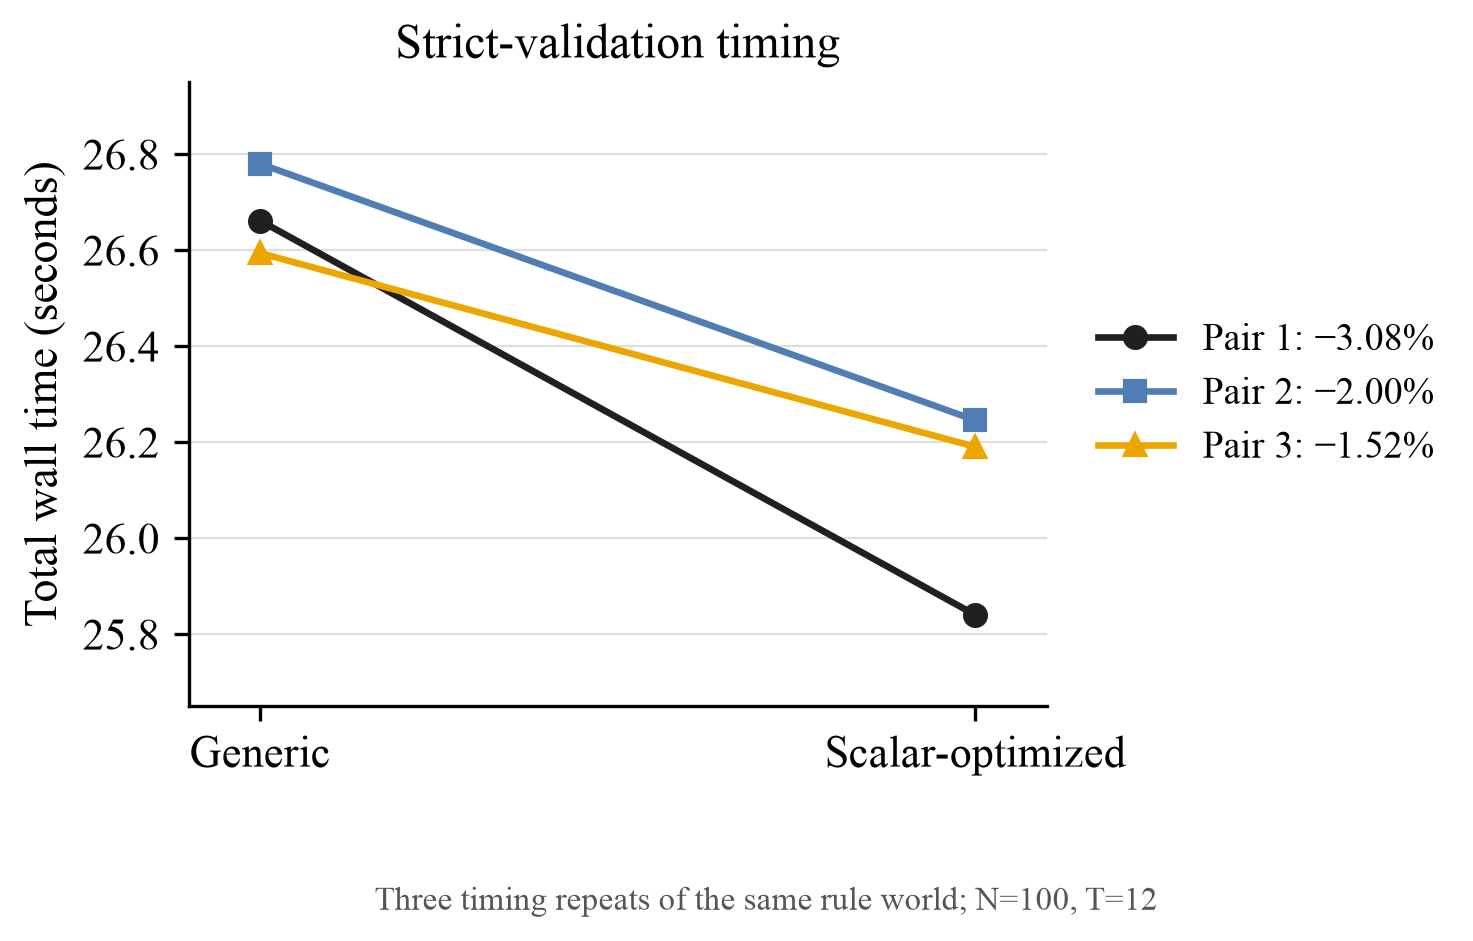 Strict-validation timing
Total wall time (seconds)
26.8
26.6
26.4
26.2
26.0
25.8
Generic
Scalar-optimized
Pair 1: −3.08%
Pair 2: −2.00%
Pair 3: −1.52%
Three timing repeats of the same rule world; N=100, T=12